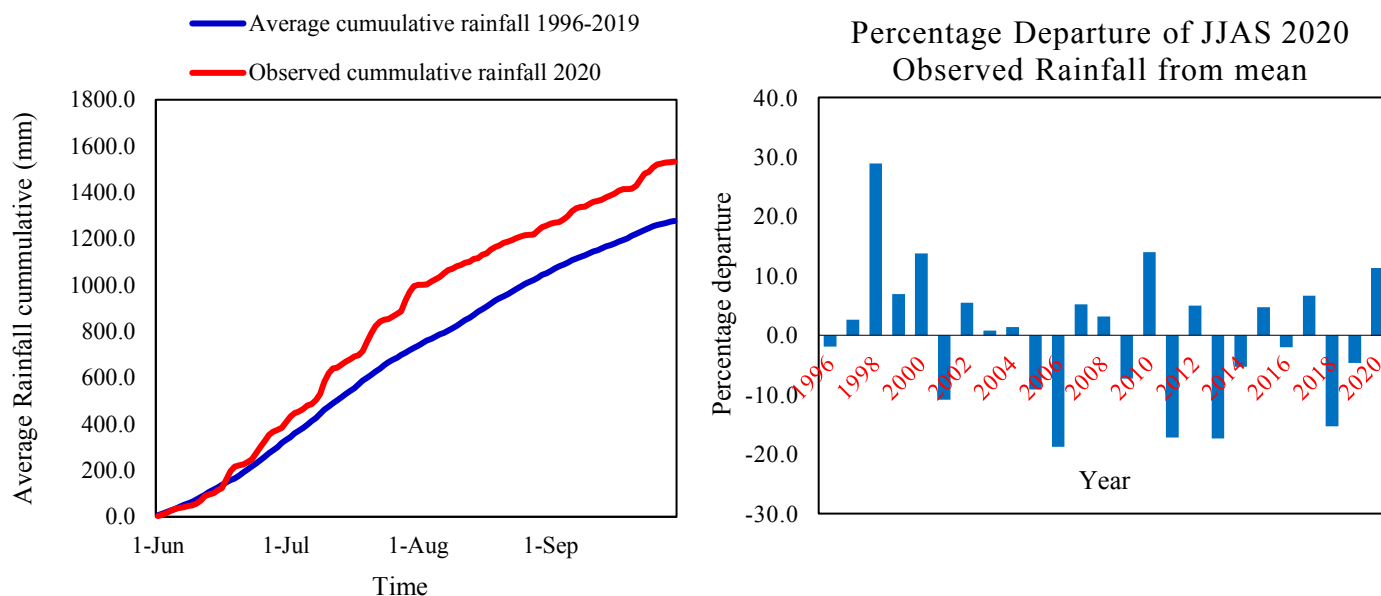 Average cumuulative rainfall 1996-2019
Observed cummulative rainfall 2020
Average Rainfall cummulative (mm)
1800.0
1600.0
1400.0
1200.0
1000.0
800.0
600.0
400.0
200.0
0.0
1-Jun 1-Jul 1-Aug 1-Sep
Time
Percentage Departure of JJAS 2020
Observed Rainfall from mean
Percentage departure
40.0
30.0
20.0
10.0
0.0
-10.0
-20.0
-30.0
1996 1998 2000 2002 2004 2006 2008 2010 2012 2014 2016 2018 2020
Year